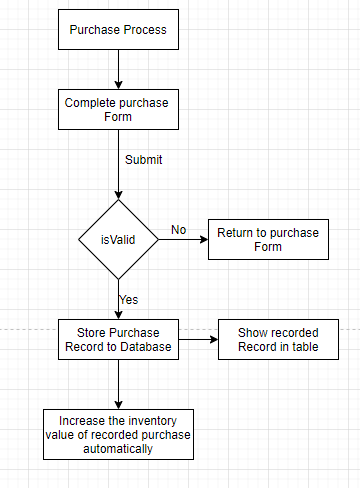 Purchase Process
Complete purchase
Form
Submit
isValid
No
Return to purchase
Form
Yes
Store Purchase
Record to Database
Show recorded
Record in table
Increase the inventory
value of recorded purchase
automatically